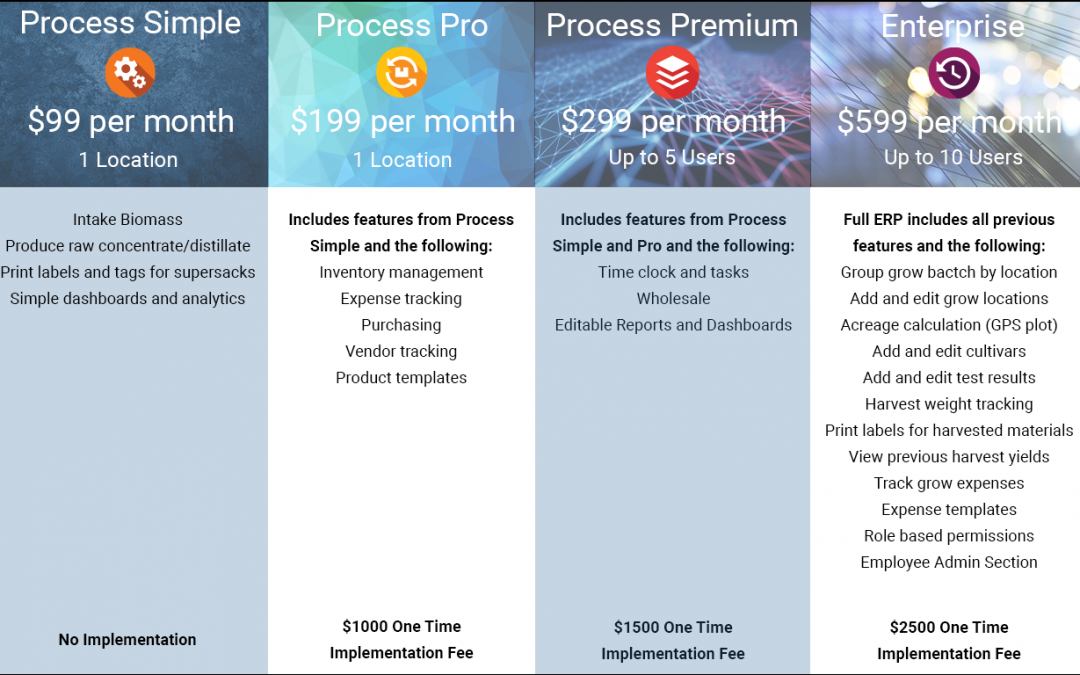 Process Simple
$99 per month
1 Location
Intake Biomass
Produce raw concentrate/distillate
Print labels and tags for supersacks
Simple dashboards and analytics
No Implementation
Process Pro
$199 per month
1 Location
Includes features from Process
Simple and the following:
Inventory management
Expense tracking
Purchasing
Vendor tracking
Product templates
$1000 One Time
Implementation Fee
Process Premium
$299 per month
Up to 5 Users
Includes features from Process
Simple and Pro and the following:
Time clock and tasks
Wholesale
Editable Reports and Dashboards
$1500 One Time
Implementation Fee
Enterprise
$599 per month
Up to 10 Users
Full ERP includes all previous
features and the following:
Group grow bactch by location
Add and edit grow locations
Acreage calculation (GPS plot)
Add and edit cultivars
Add and edit test results
Harvest weight tracking
Print labels for harvested materials
View previous harvest yields
Track grow expenses
Expense templates
Role based permissions
Employee Admin Section
$2500 One Time
Implementation Fee